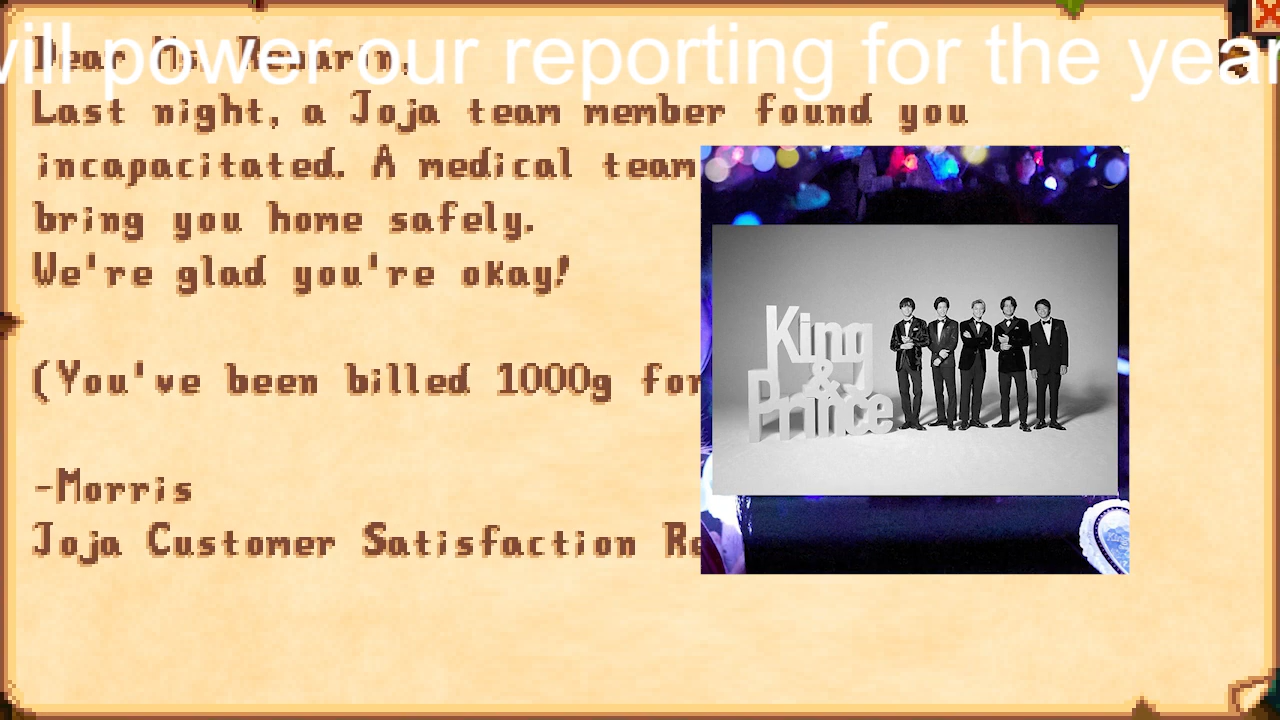 will power our reporting for the year
Dear Ms.
Last night, a Joja team member found you
incapacitated. A medical team
bring you home safely.
We're glad you're okay!
(You've been billed 1000g for
-Morris
Joja Customer Satisfaction Re
King
&
Prince